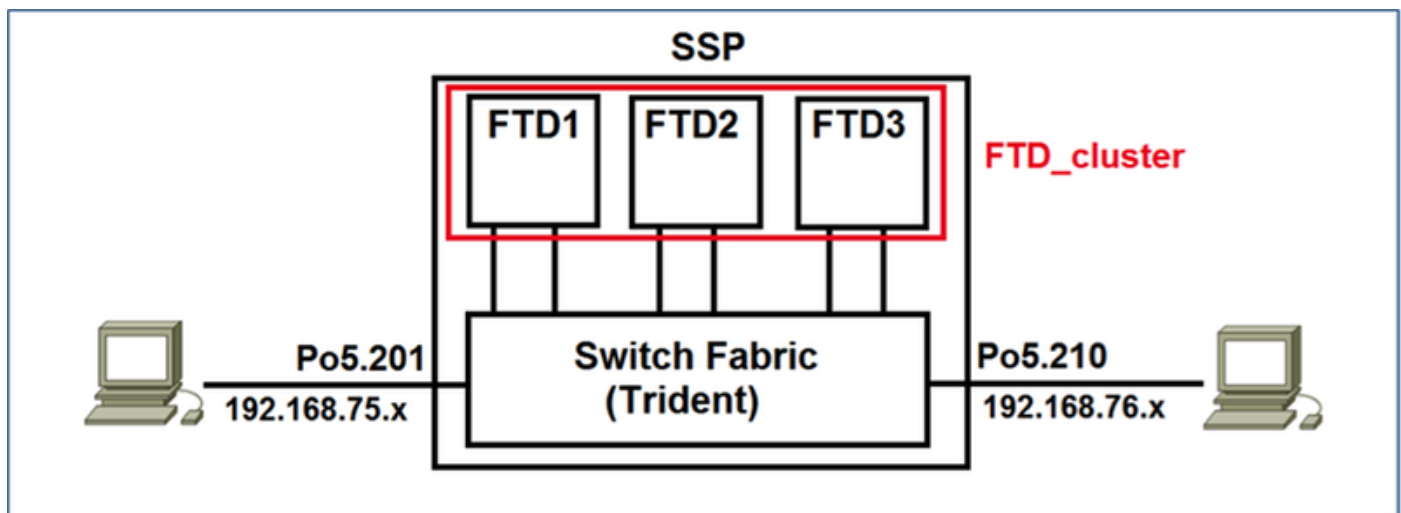 SSP
FTD1
FTD2
FTD3
FTD_cluster
Po5.201
192.168.75.x
Switch Fabric
(Trident)
Po5.210
192.168.76.x